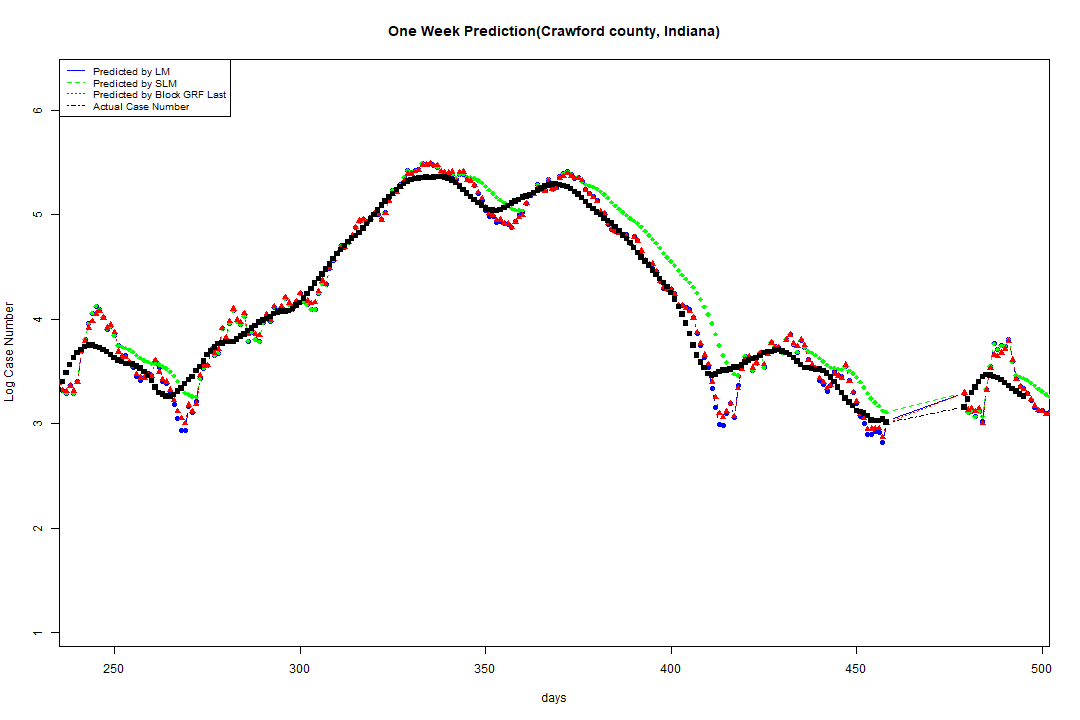 One Week Prediction(Crawford county, Indiana)
Predicted by LM
Predicted by SLM
Predicted by Block GRF Last
Actual Case Number
Log Case Number
6
5
4
3
2
1
250 300 350 400 450 500
days